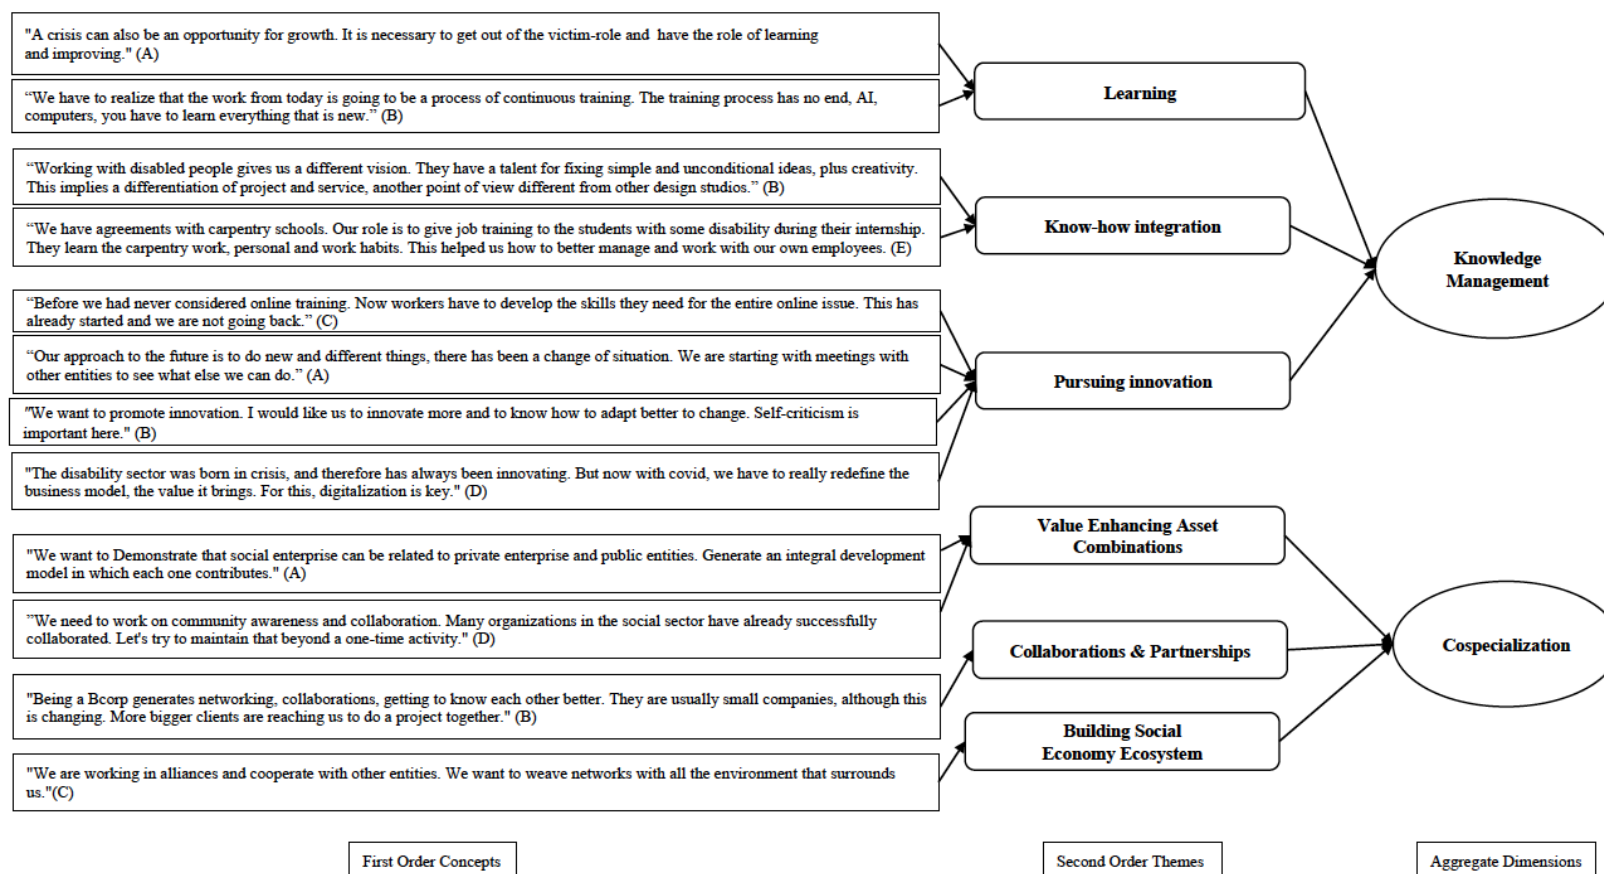 "A crisis can also be an opportunity for growth. It is necessary to get out of the victim-role and  have the role of learning
and improving." (A)
“We have to realize that the work from today is going to be a process of continuous training. The training process has no end, AI,
computers, you have to learn everything that is new.” (B)
Learning
“Working with disabled people gives us a different vision. They have a talent for fixing simple and unconditional ideas, plus creativity.
This implies a differentiation of project and service, another point of view different from other design studios.” (B)
“We have agreements with carpentry schools. Our role is to give job training to the students with some disability during their internship.
They learn the carpentry work, personal and work habits. This helped us how to better manage and work with our own employees. (E)
Know-how integration
Knowledge
Management
“Before we had never considered online training. Now workers have to develop the skills they need for the entire online issue. This has
already started and we are not going back.” (C)
“Our approach to the future is to do new and different things, there has been a change of situation. We are starting with meetings with
other entities to see what else we can do.” (A)
"We want to promote innovation. I would like us to innovate more and to know how to adapt better to change. Self-criticism is
important here." (B)
"The disability sector was born in crisis, and therefore has always been innovating. But now with covid, we have to really redefine the
business model, the value it brings. For this, digitalization is key." (D)
Pursuing innovation
"We want to Demonstrate that social enterprise can be related to private enterprise and public entities. Generate an integral development
model in which each one contributes." (A)
”We need to work on community awareness and collaboration. Many organizations in the social sector have already successfully
collaborated. Let's try to maintain that beyond a one-time activity." (D)
Value Enhancing Asset
Combinations
"Being a Bcorp generates networking, collaborations, getting to know each other better. They are usually small companies, although this
is changing. More bigger clients are reaching us to do a project together." (B)
Collaborations & Partnerships
Cospecialization
"We are working in alliances and cooperate with other entities. We want to weave networks with all the environment that surrounds
us."(C)
Building Social
Economy Ecosystem
First Order Concepts
Second Order Themes
Aggregate Dimensions